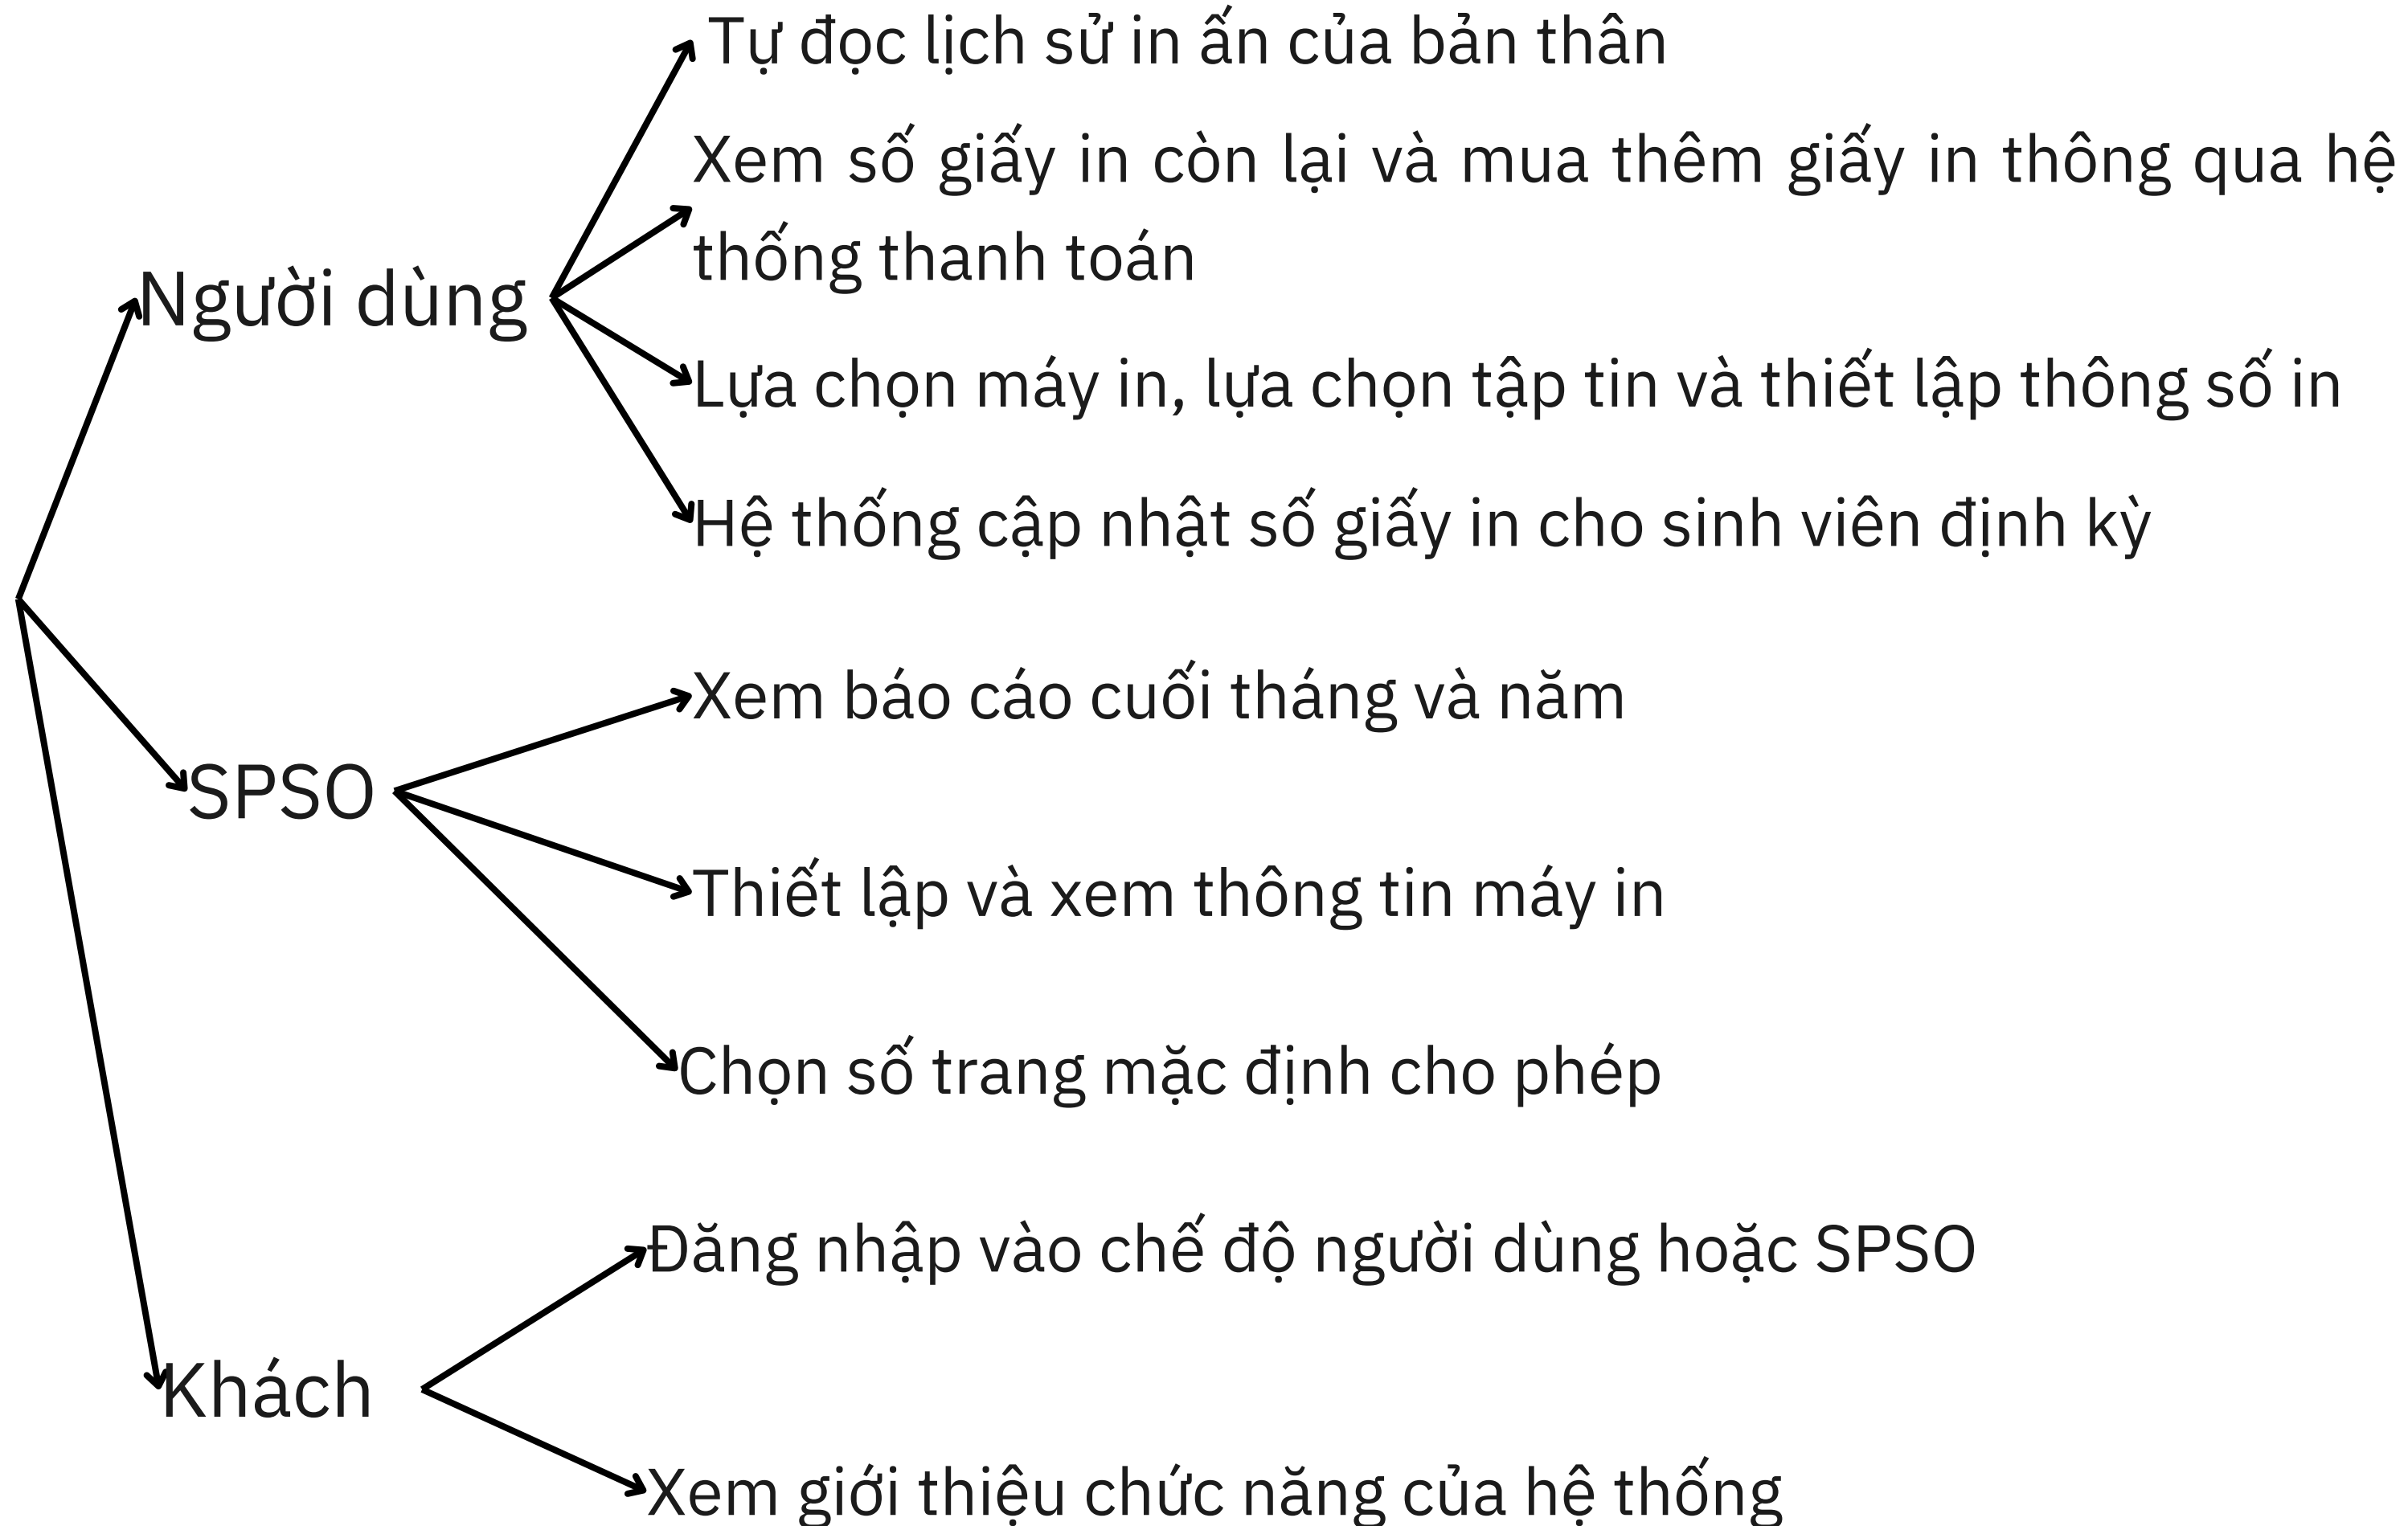 Tự đọc lịch sử in ấn của bản thân
Xem số giấy in còn lại và mua thêm giấy in thông qua hệ
thống thanh toán
Người dùng
Lựa chọn máy in, lựa chọn tập tin và thiết lập thông số in
Hệ thống cập nhật số giấy in cho sinh viên định kỳ
Xem báo cáo cuối tháng và năm
SPSO
Thiết lập và xem thông tin máy in
Chọn số trang mặc định cho phép
Đăng nhập vào chế độ người dùng hoặc SPSO
Khách
Xem giới thiệu chức năng của hệ thống